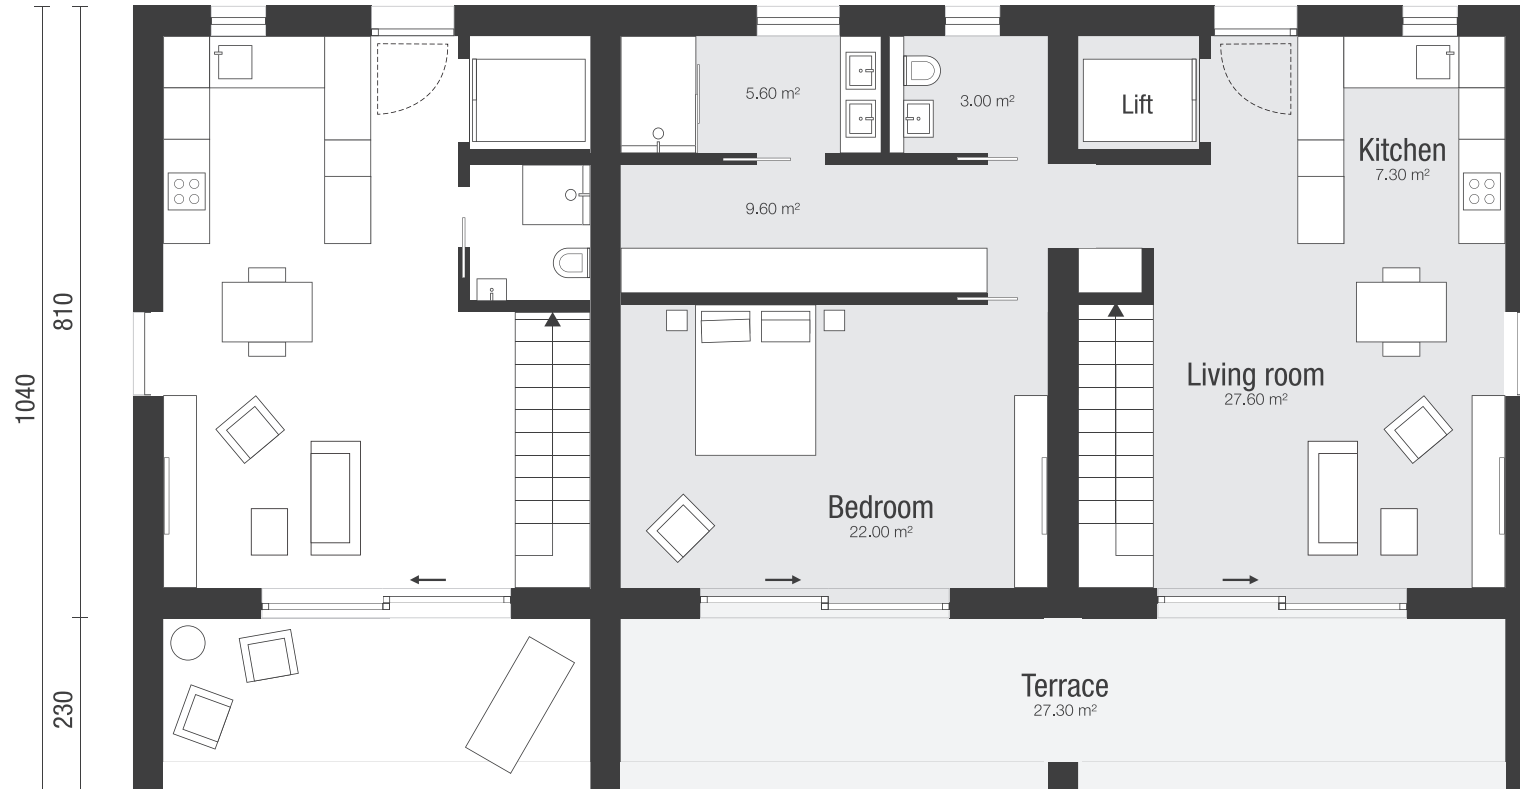 5.60 m²
3.00 m²
Lift
Kitchen
7.30 m²
9.60 m²
810
1040
Living room
27.60 m²
Bedroom
22.00 m²
Terrace
27.30 m²
230